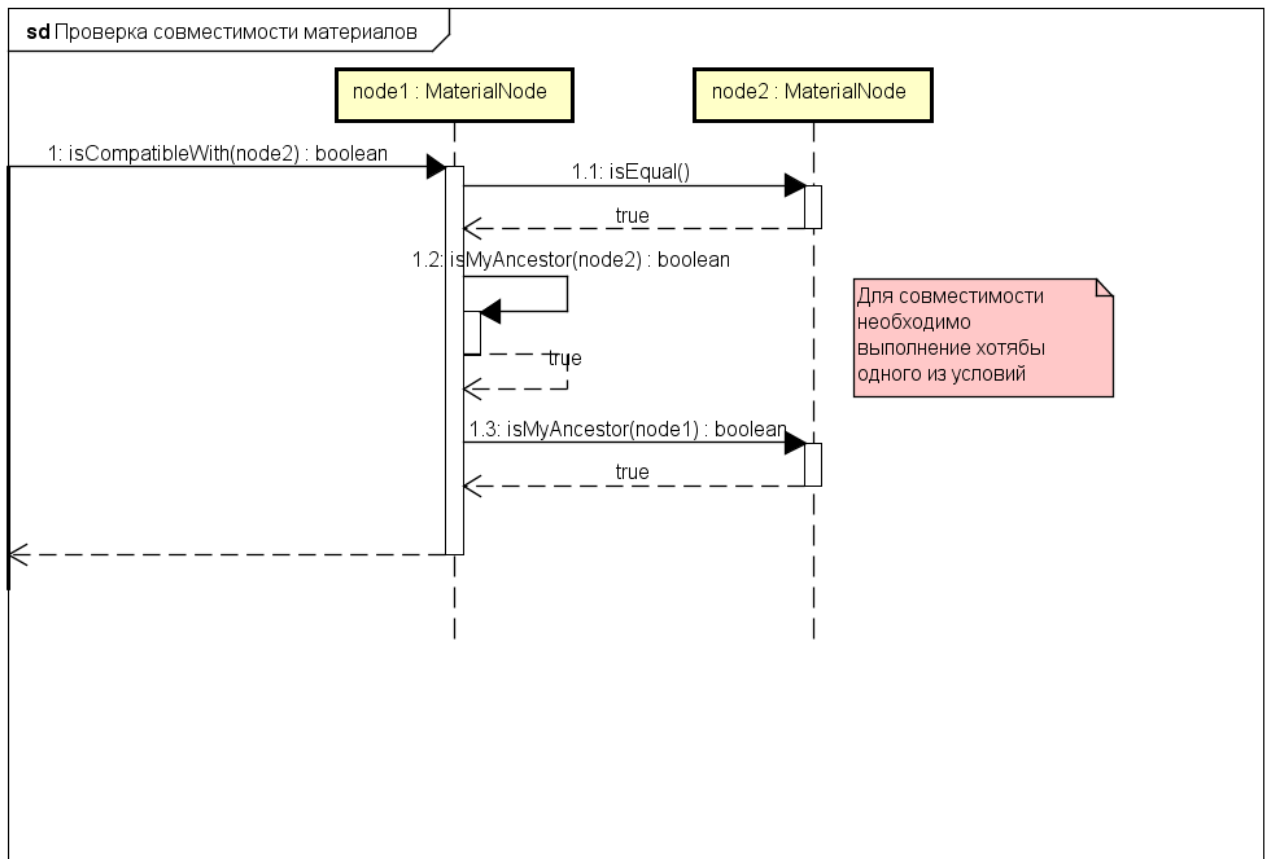 sd Проверка совместимости материалов
node1 : MaterialNode
node2 : MaterialNode
1: isCompatibleWith(node2) : boolean
1.1: isEqual()
true
1.2: isMyAncestor(node2) : boolean
true
Для совместимости
необходимо
выполнение хотябы
одного из условий
1.3: isMyAncestor(node1) : boolean
true